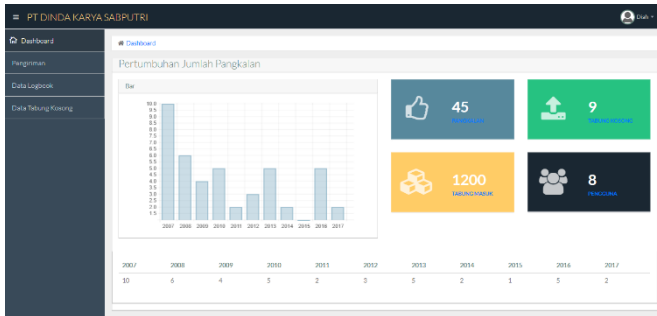 ≡ PT DINDA KARYA SABPUTRI
Diah
Dashboard
Pengiriman
Data Logbook
Data Tabung Kosong
Dashboard
Pertumbuhan Jumlah Pangkalan
Bar
10.0
9.5
9.0
8.5
8.0
7.5
7.0
6.5
6.0
5.5
5.0
4.5
4.0
3.5
3.0
2.5
2.0
1.5
2007 2008 2009 2010 2011 2012 2013 2014 2015 2016 2017
45
9
TABUNG KOSONG
1200
TABUNG MASUK
8
PENGGUNA
2007 2008 2009 2010 2011 2012 2013 2014 2015 2016 2017
10 6 4 5 2 3 5 2 1 5 2